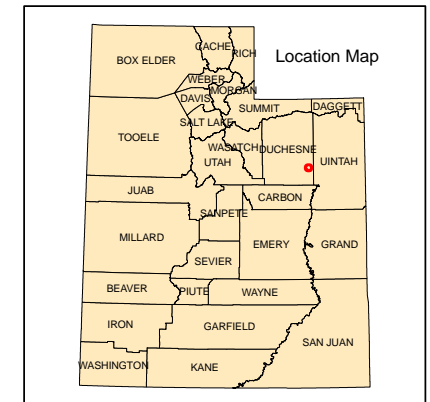 Location Map
CACHE
RICH
BOX ELDER
WEBER
MORGAN
DAVIS
SUMMIT
DAGGETT
SALT LAKE
TOOELE
WASATCH
DUCHESNE
UINTAH
UTAH
JUAB
CARBON
SANPETE
MILLARD
EMERY
GRAND
SEVIER
BEAVER
PIUTE
WAYNE
IRON
GARFIELD
SAN JUAN
WASHINGTON
KANE